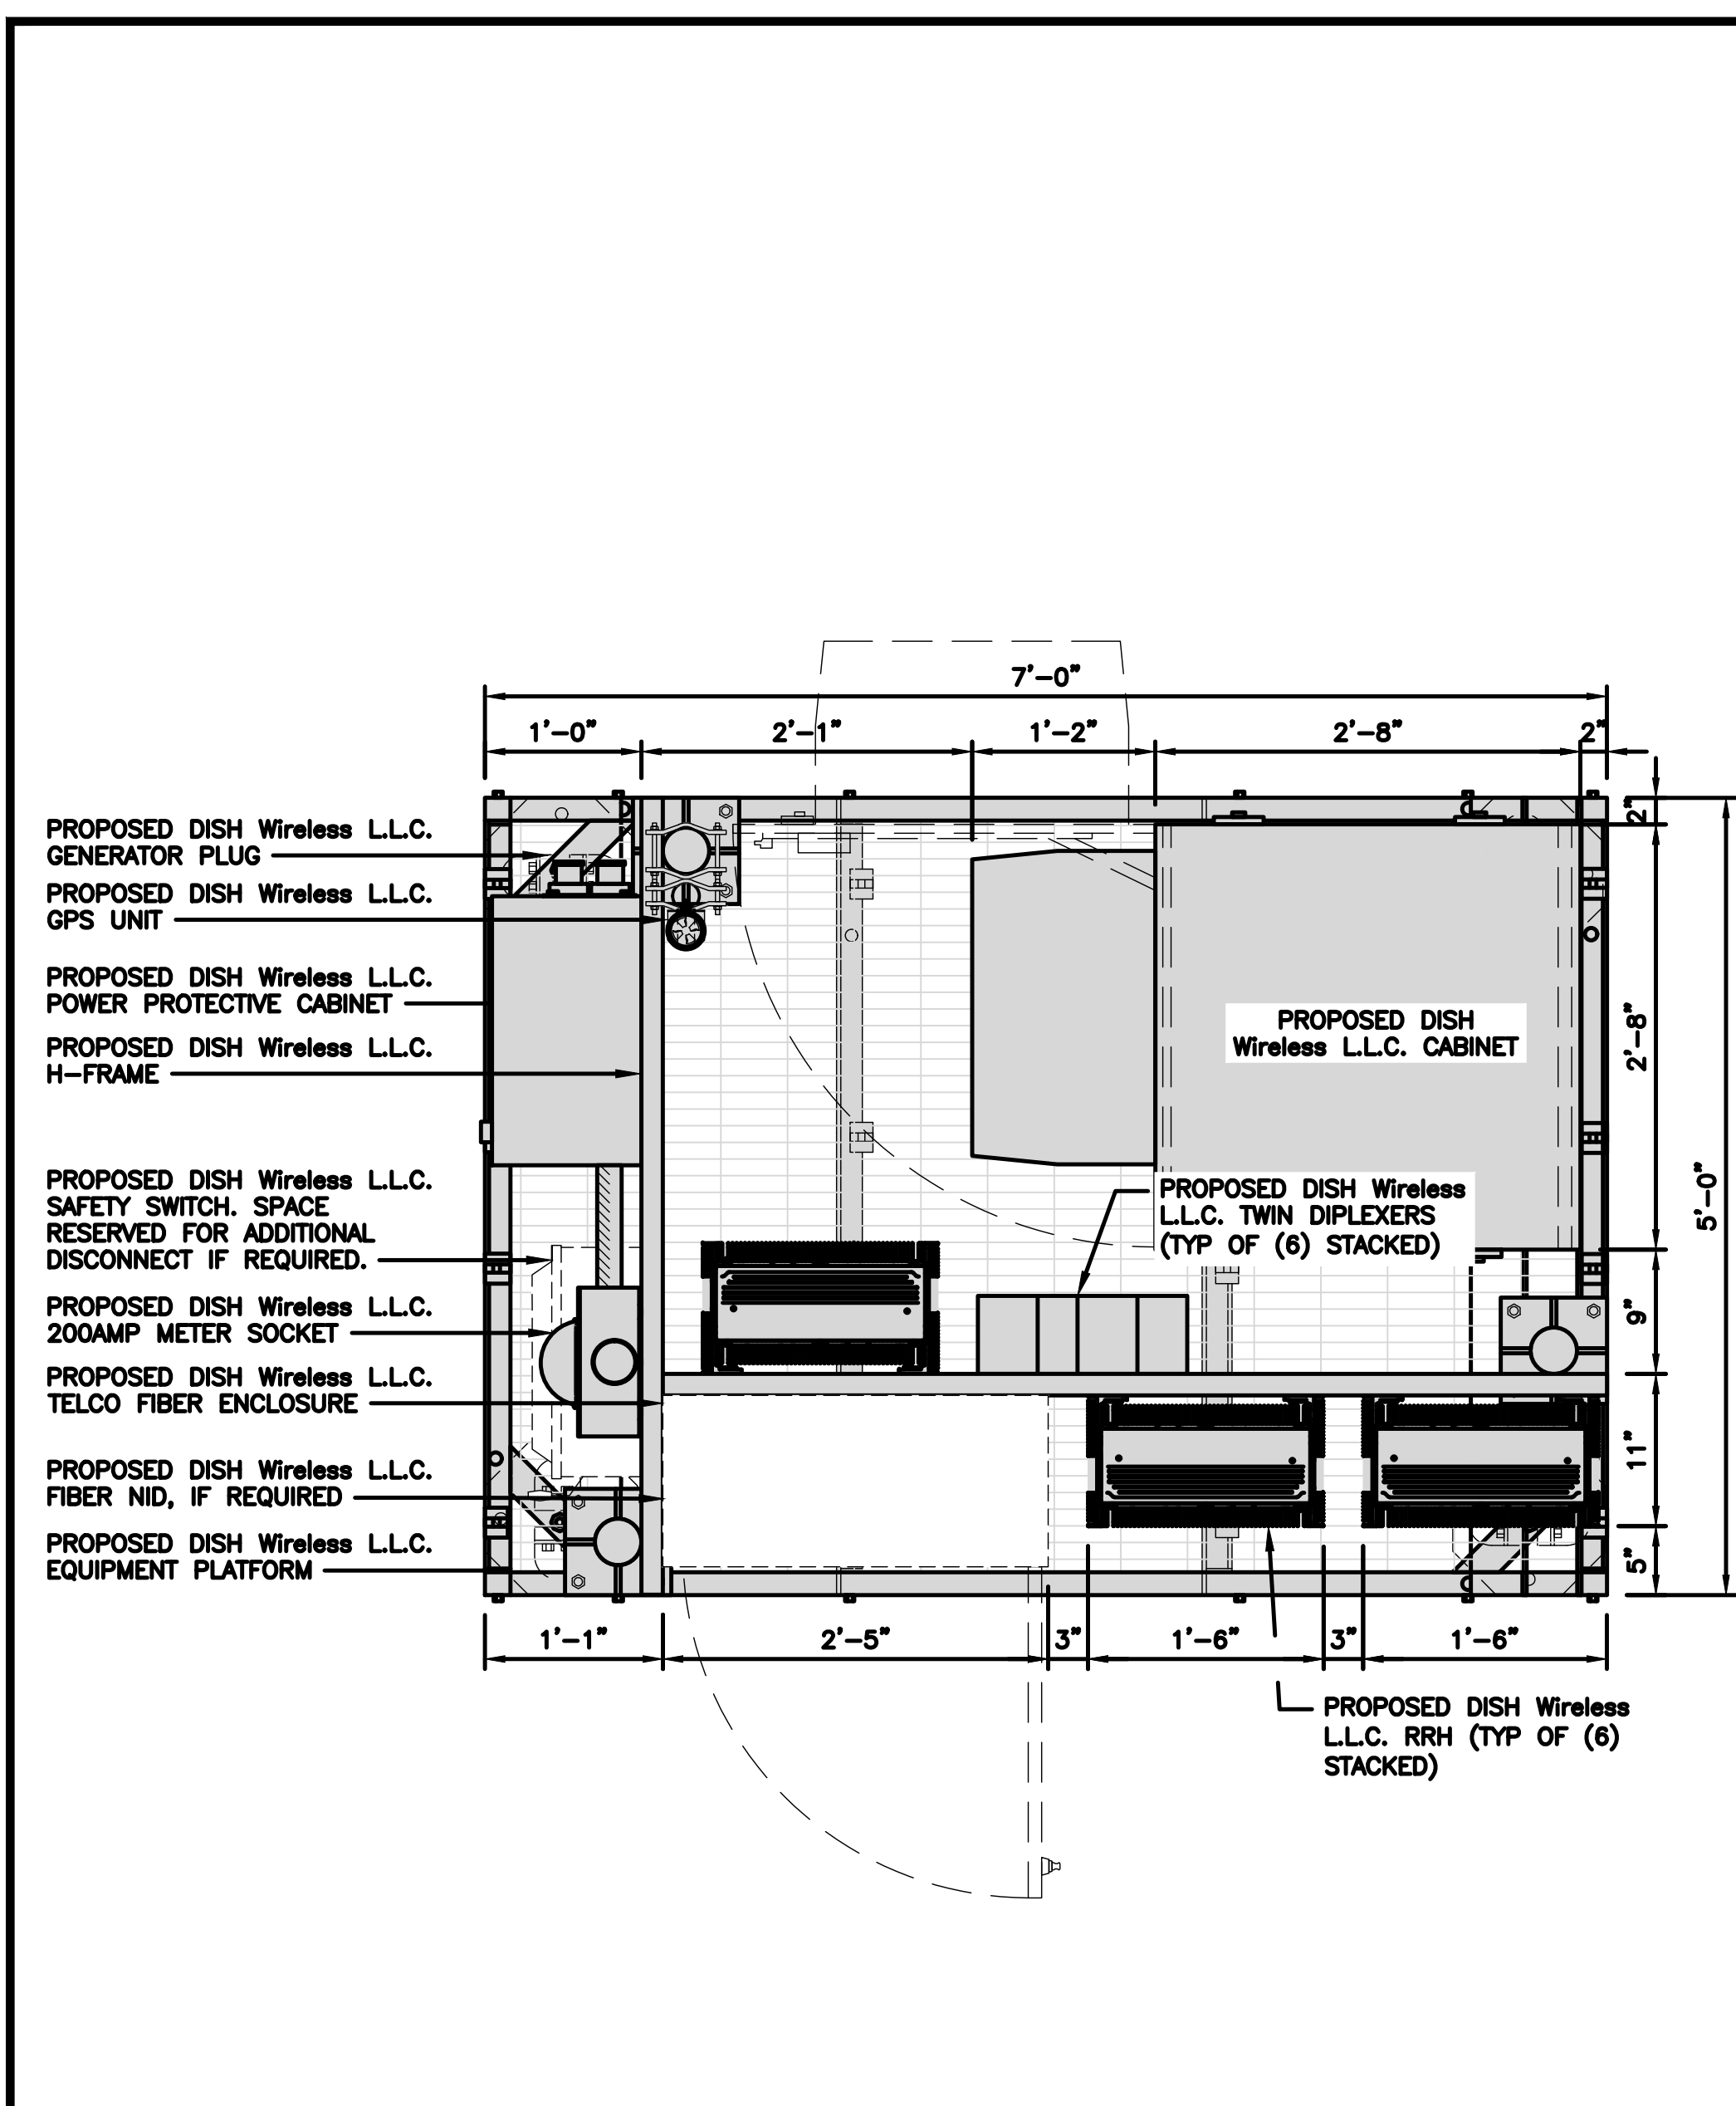 7'-0"
1'-0" 2'-1" 1'-2" 2'-8" 2"
PROPOSED DISH Wireless L.L.C.
GENERATOR PLUG
PROPOSED DISH Wireless L.L.C.
GPS UNIT
PROPOSED DISH Wireless L.L.C.
POWER PROTECTIVE CABINET
PROPOSED DISH Wireless L.L.C.
H-FRAME
PROPOSED DISH Wireless L.L.C.
SAFETY SWITCH. SPACE
RESERVED FOR ADDITIONAL
DISCONNECT IF REQUIRED.
PROPOSED DISH Wireless L.L.C.
200AMP METER SOCKET
PROPOSED DISH Wireless L.L.C.
TELCO FIBER ENCLOSURE
PROPOSED DISH Wireless L.L.C.
FIBER NID, IF REQUIRED
PROPOSED DISH Wireless L.L.C.
EQUIPMENT PLATFORM
PROPOSED DISH
Wireless L.L.C. CABINET
PROPOSED DISH Wireless
L.L.C. TWIN DIPLEXERS
(TYP OF (6) STACKED)
2"
2'-8"
9"
11"
5"
5'-0"
1'-1" 2'-5" 3" 1'-6" 3" 1'-6"
PROPOSED DISH Wireless
L.L.C. RRH (TYP OF (6)
STACKED)